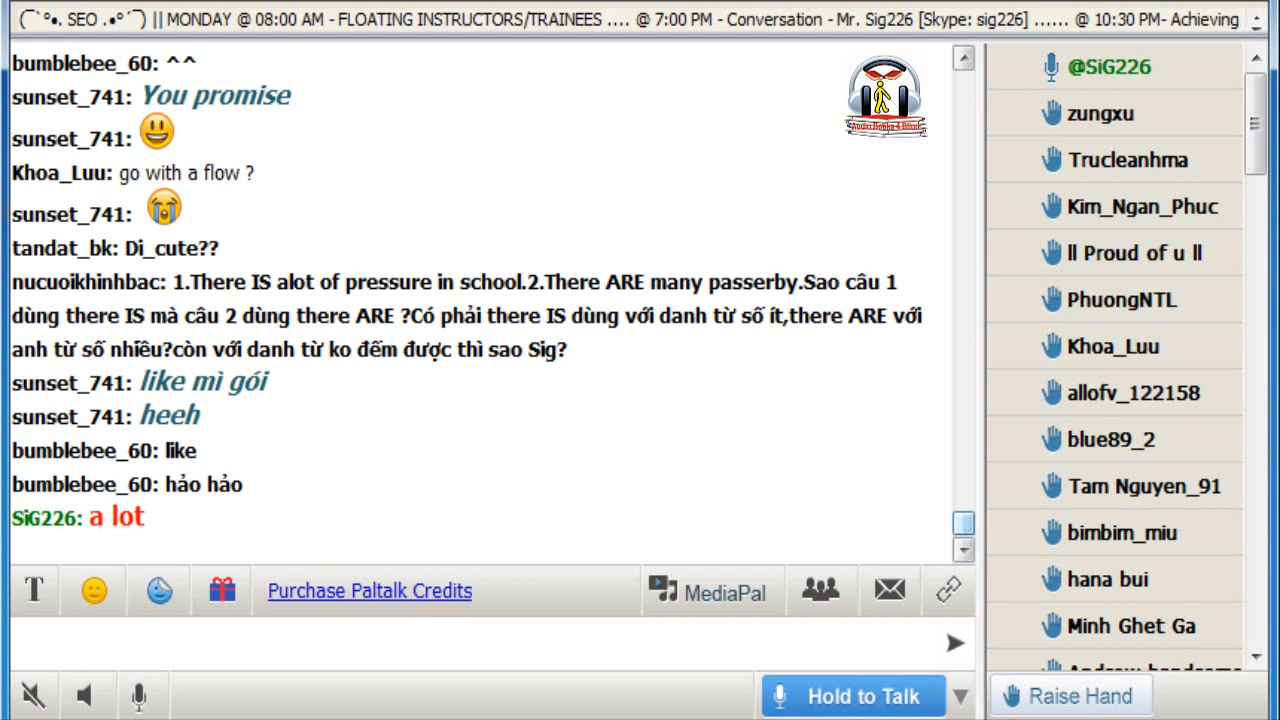 (¯`°•. SEO .•°´¯) || MONDAY @ 08:00 AM - FLOATING INSTRUCTORS/TRAINEES .... @ 7:00 PM - Conversation - Mr. Sig226 [Skype: sig226] ...... @ 10:30 PM- Achieving
bumblebee_60: ^^
sunset_741: You promise
sunset_741:
Khoa_Luu: go with a flow ?
sunset_741:
tandat_bk: Di_cute??
nucuoikhinhbac: 1.There IS alot of pressure in school.2.There ARE many passerby.Sao câu 1
dùng there IS mà câu 2 dùng there ARE ?Có phải there IS dùng với danh từ số ít,there ARE với
anh từ số nhiều?còn với danh từ ko đếm được thì sao Sig?
sunset_741: like mì gói
sunset_741: heeh
bumblebee_60: like
bumblebee_60: hảo hảo
SiG226: a lot
Audio Books 4 Blind
T
Purchase Paltalk Credits
MediaPal
Hold to Talk
@SiG226
zungxu
Trucleanhma
Kim_Ngan_Phuc
ll Proud of u ll
PhuongNTL
Khoa_Luu
allofv_122158
blue89_2
Tam Nguyen_91
bimbim_miu
hana bui
Minh Ghet Ga
Raise Hand